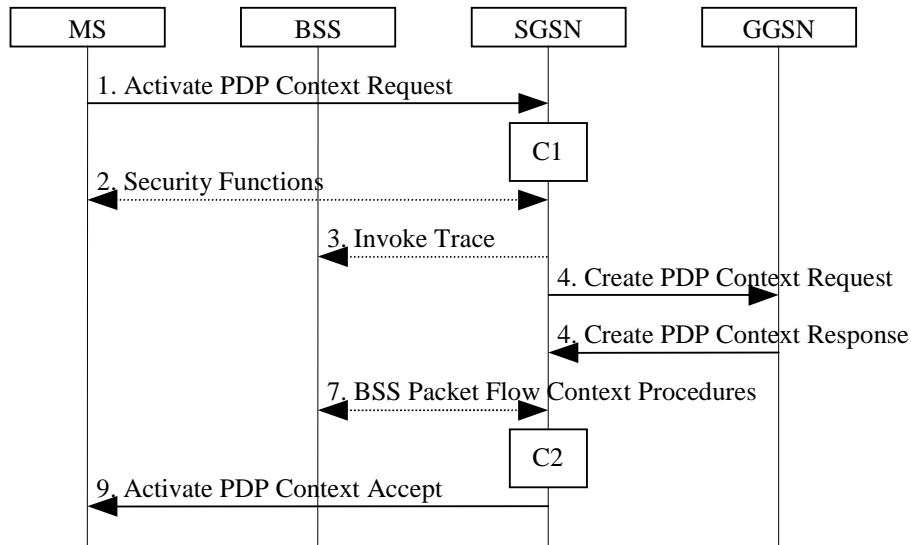 MS BSS SGSN GGSN
1. Activate PDP Context Request
C1
2. Security Functions
3. Invoke Trace
4. Create PDP Context Request
4. Create PDP Context Response
7. BSS Packet Flow Context Procedures
C2
9. Activate PDP Context Accept